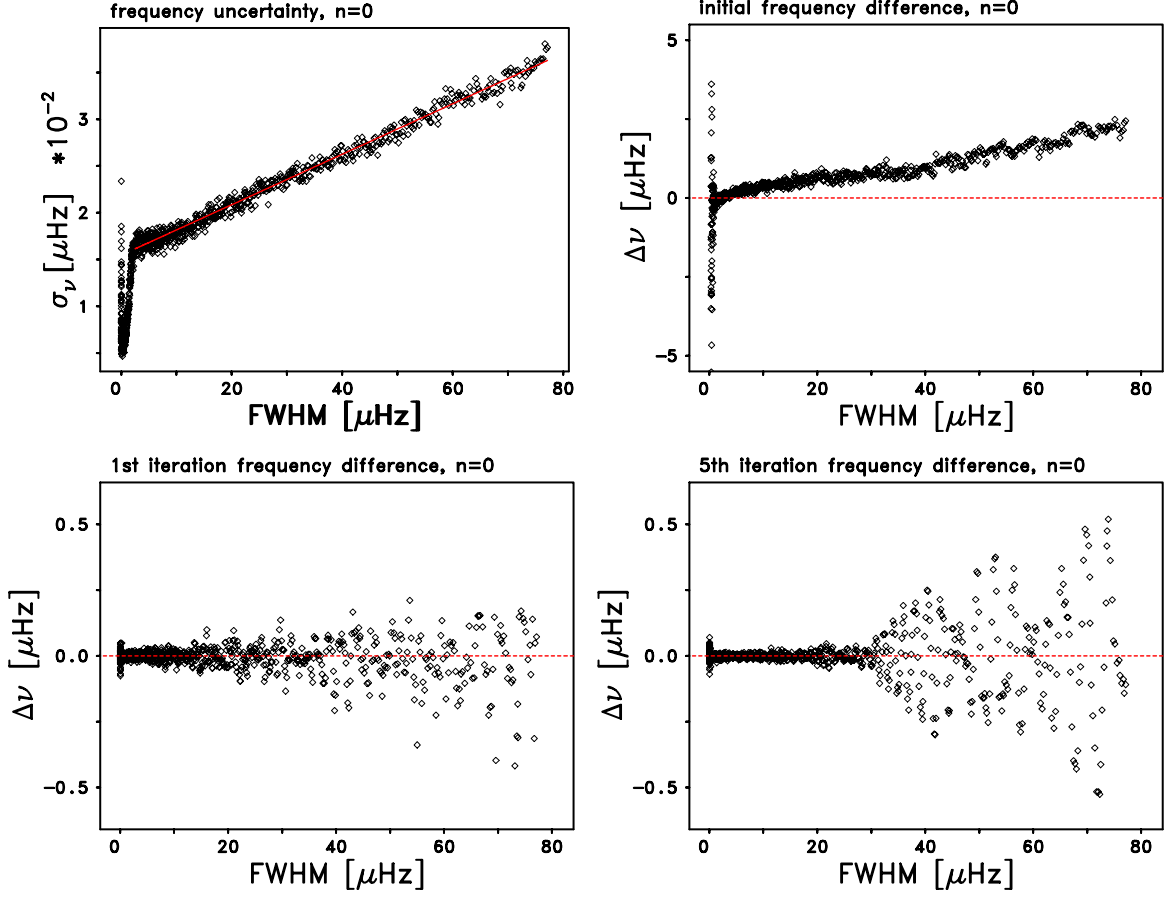 frequency uncertainty, n=0
σν [μHz] *10−2
3
2
1
0 20 40 60 80
FWHM [μHz]
initial frequency difference, n=0
Δν [μHz]
5
0
−5
0 20 40 60 80
FWHM [μHz]
1st iteration frequency difference, n=0
Δν [μHz]
0.5
0.0
−0.5
0 20 40 60 80
FWHM [μHz]
5th iteration frequency difference, n=0
Δν [μHz]
0.5
0.0
−0.5
0 20 40 60 80
FWHM [μHz]